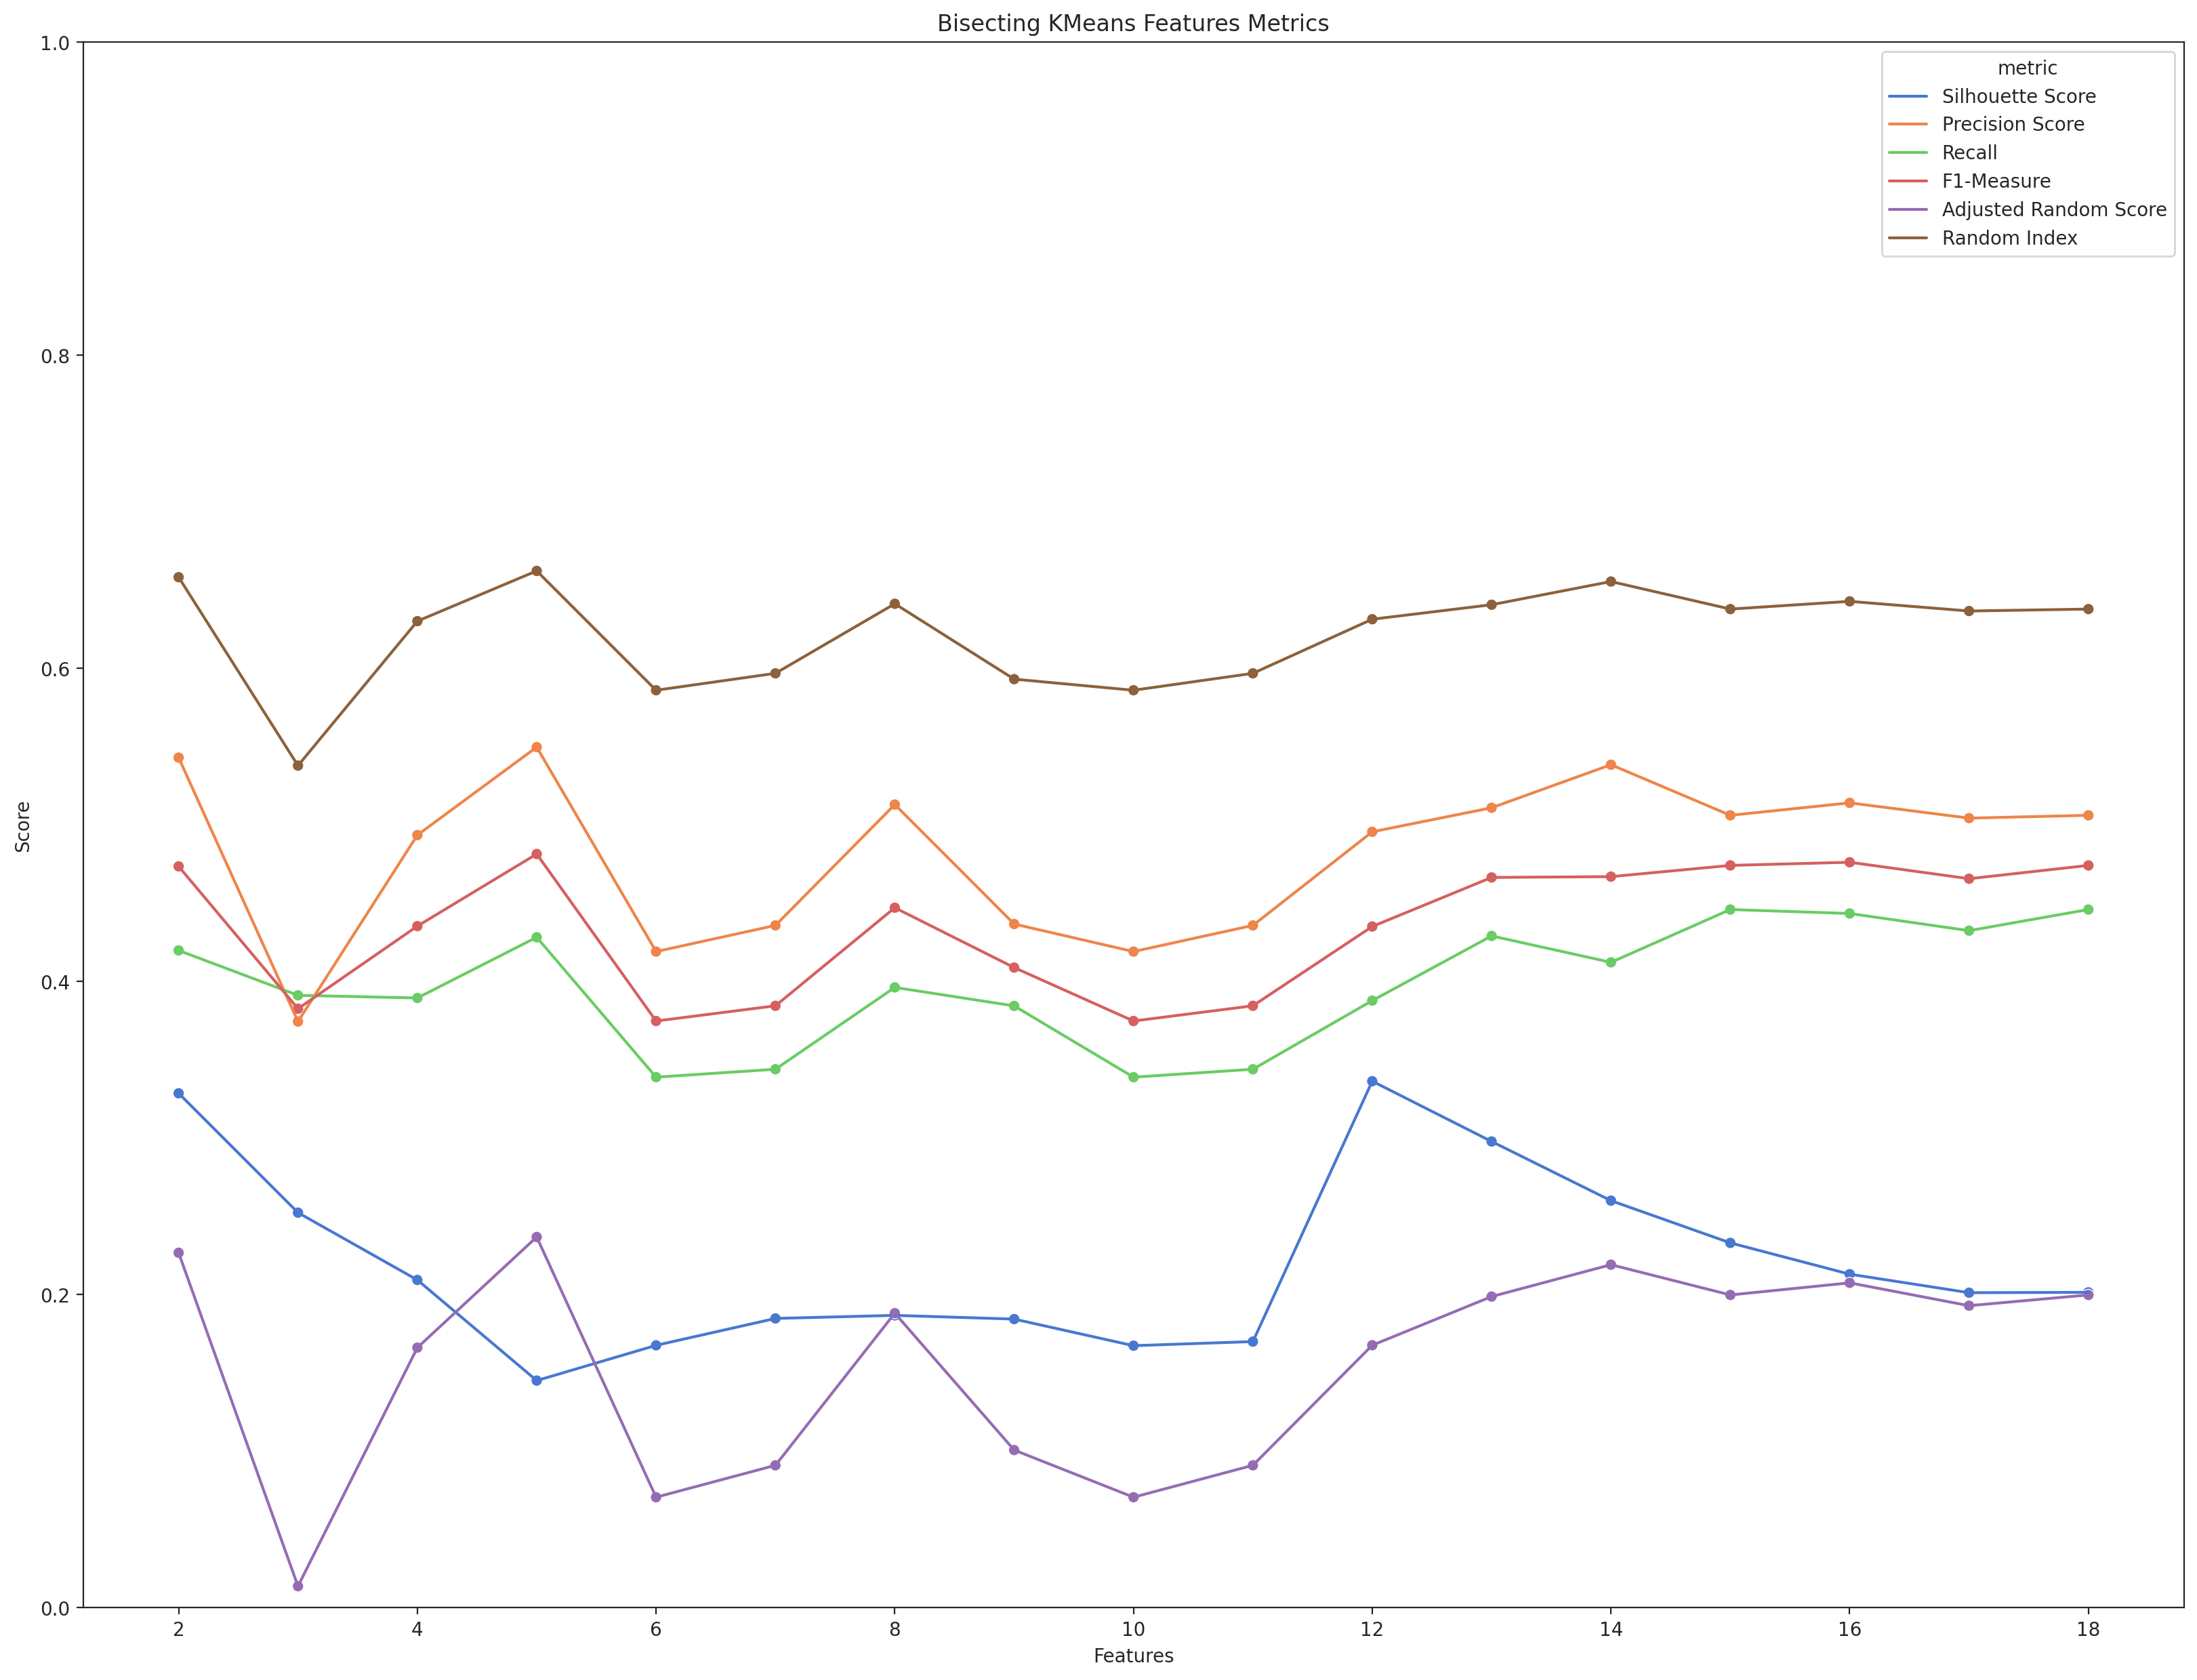 Bisecting KMeans Features Metrics
metric
Silhouette Score
Precision Score
Recall
F1-Measure
Adjusted Random Score
Random Index
Score
1.0
0.8
0.6
0.4
0.2
0.0
2 4 6 8 10 12 14 16 18
Features